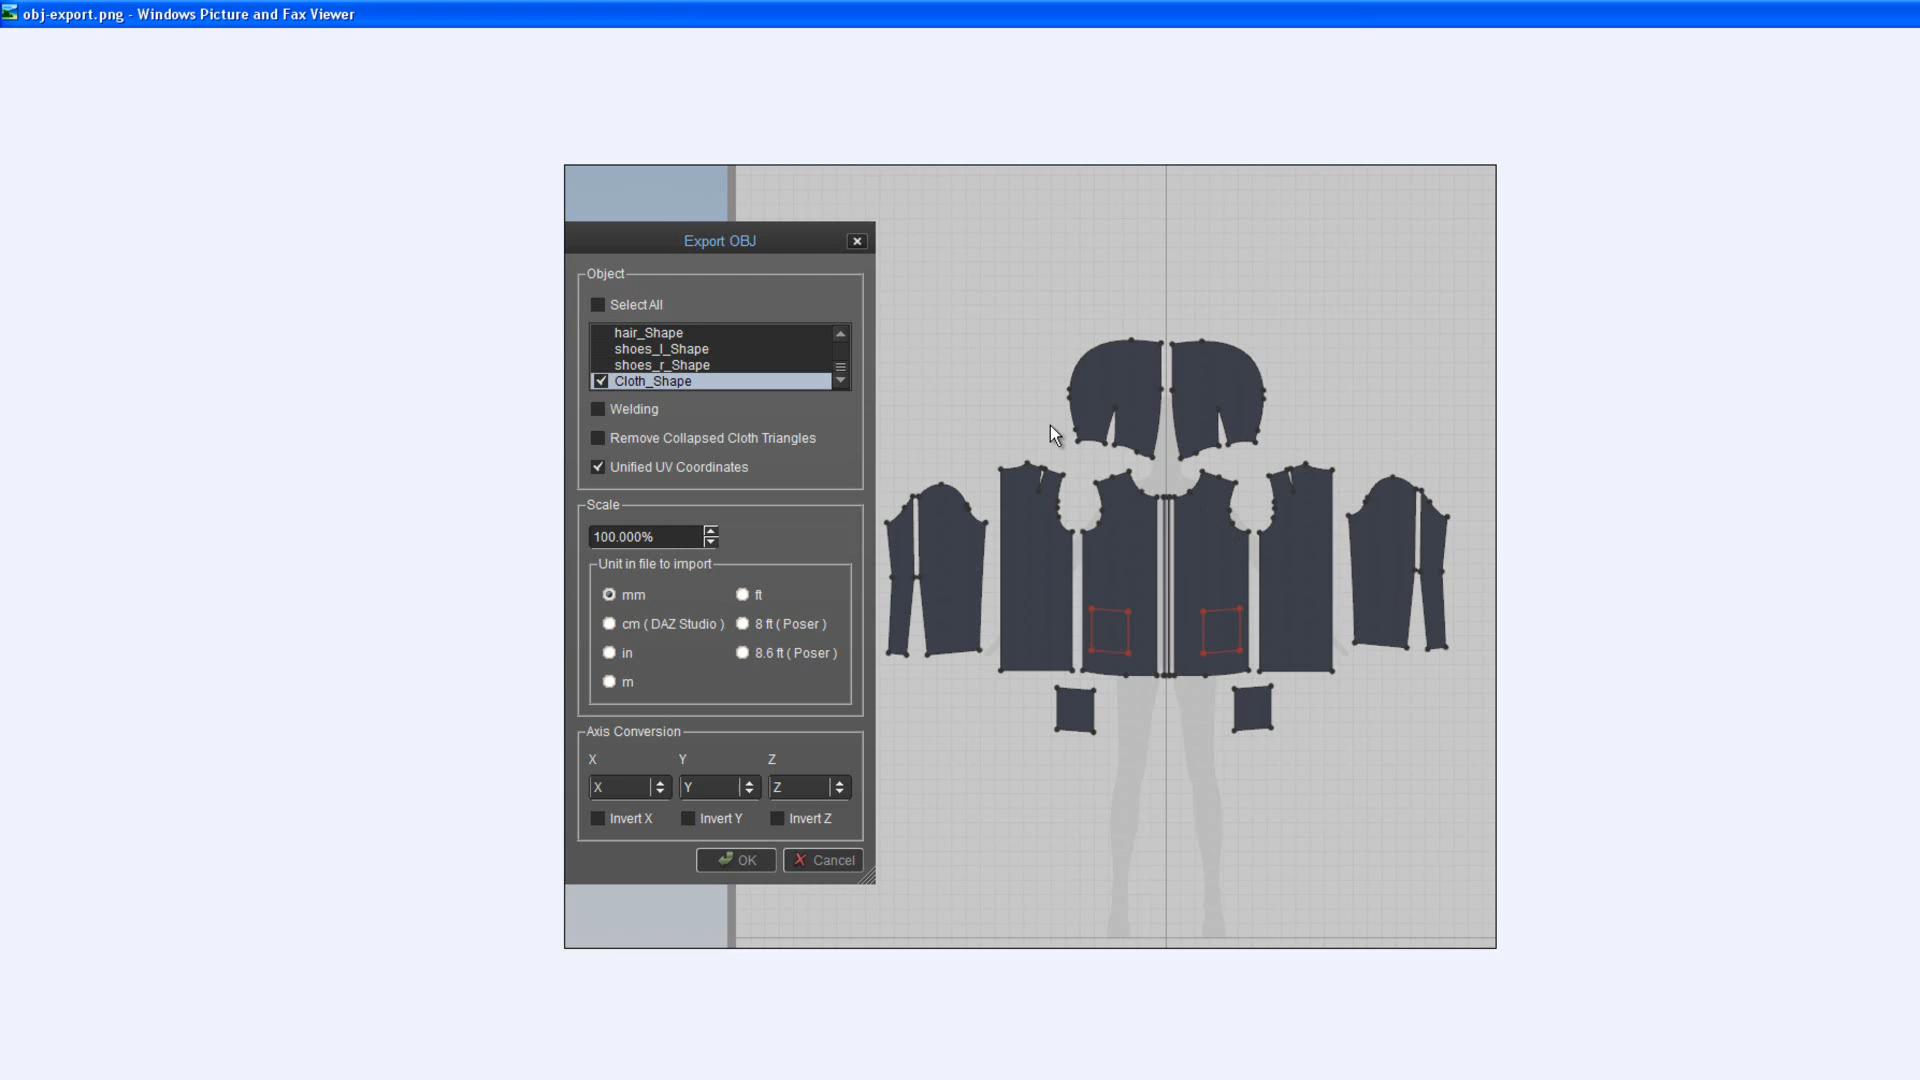 obj-export.png - Windows Picture and Fax Viewer
Export OBJ
Object
Select All
hair_Shape
shoes_l_Shape
shoes_r_Shape
Cloth_Shape
Welding
Remove Collapsed Cloth Triangles
Unified UV Coordinates
Scale
100.000%
Unit in file to import
mm ft
cm ( DAZ Studio ) 8 ft ( Poser )
in 8.6 ft ( Poser )
m
Axis Conversion
X Y Z
X Y Z
Invert X Invert Y Invert Z
OK Cancel